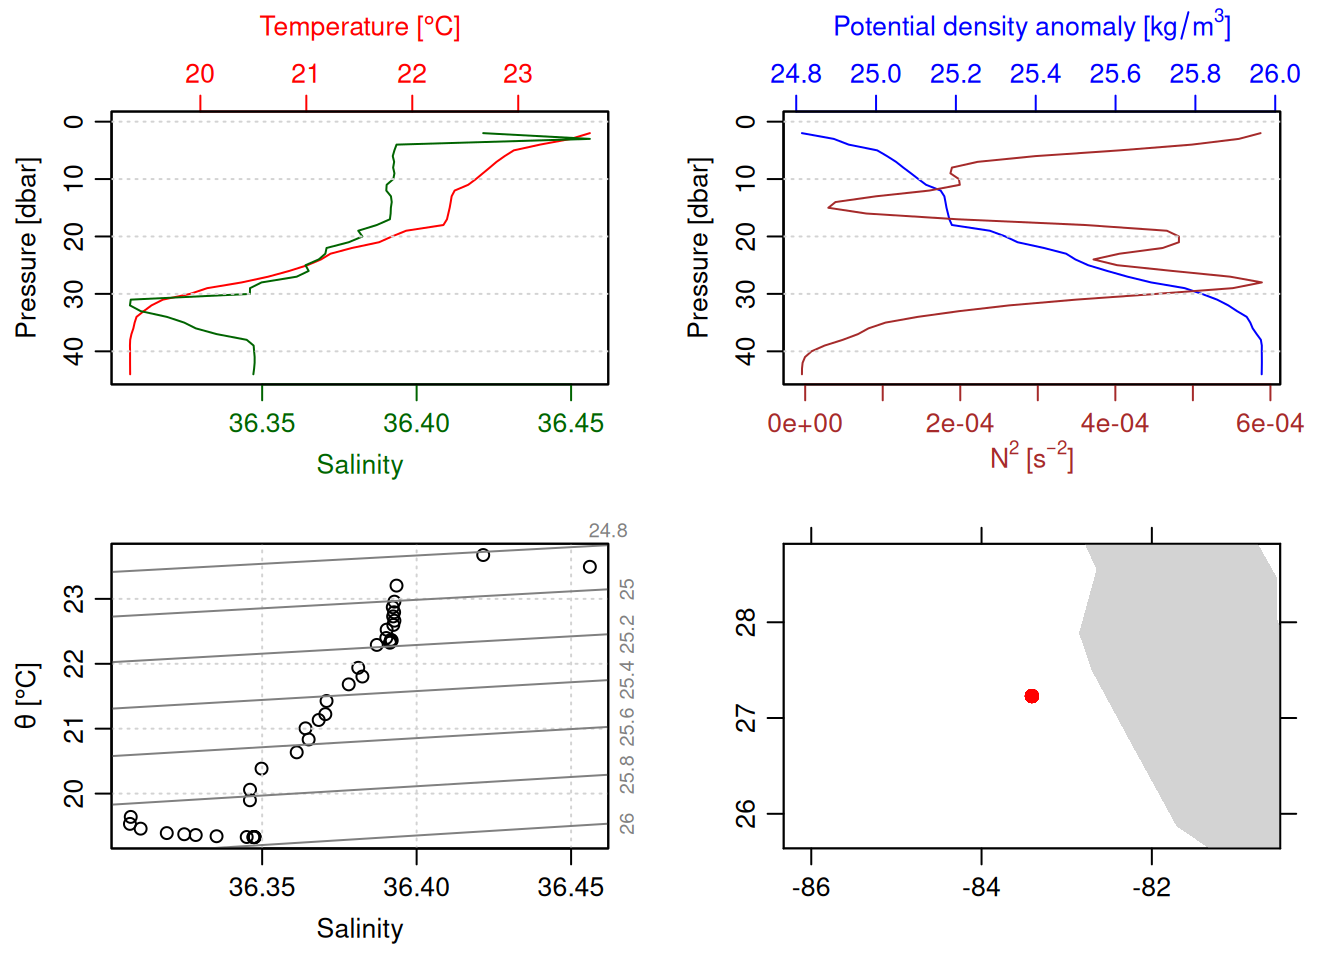 Temperature [°C]
20 21 22 23
Pressure [dbar]
0
10
20
30
40
36.35 36.40 36.45
Salinity
Potential density anomaly [kg/m³]
24.8 25.0 25.2 25.4 25.6 25.8 26.0
Pressure [dbar]
0
10
20
30
40
0e+00 2e-04 4e-04 6e-04
N² [s⁻²]
24.8
25
25.2
25.4
25.6
25.8
26
θ [°C]
23
22
21
20
36.35 36.40 36.45
Salinity
28
27
26
-86 -84 -82